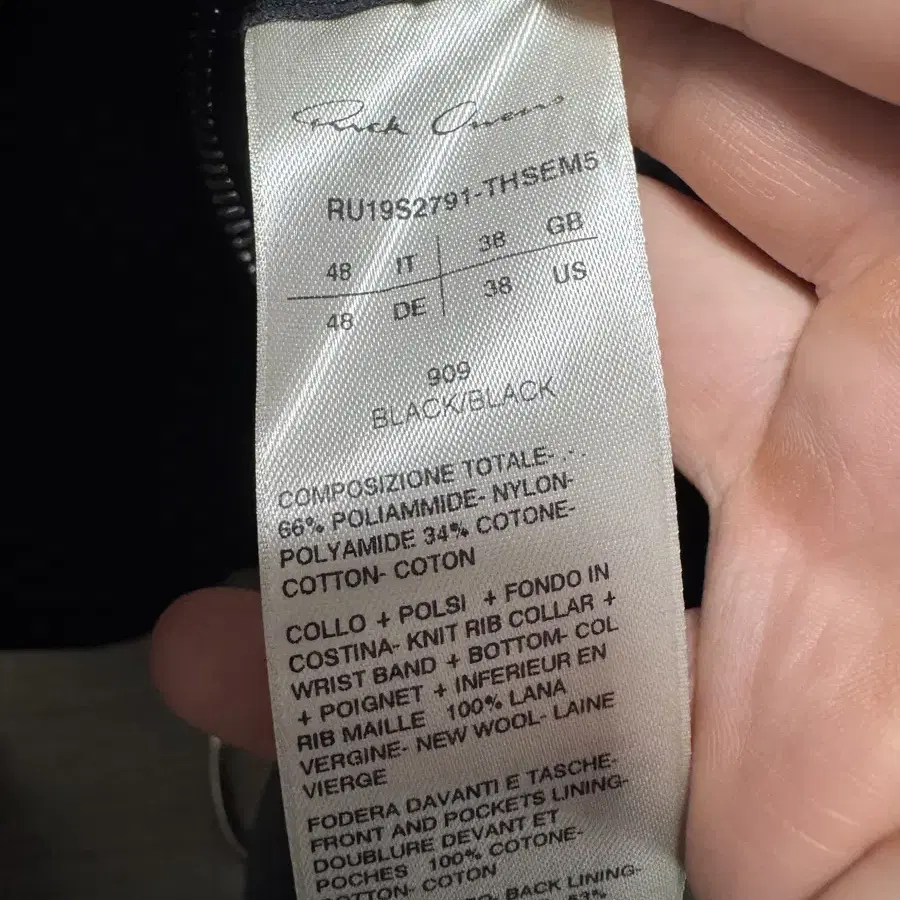 Rick Owens
RU19S2791-THSEM5
48 IT 38 GB
48 DE 38 US
909
BLACK/BLACK
COMPOSIZIONE TOTALE-
66% POLIAMMIDE- NYLON-
POLYAMIDE 34% COTONE-
COTTON- COTON
COLLO + POLSI + FONDO IN
COSTINA- KNIT RIB COLLAR +
WRIST BAND + BOTTOM- COL
+ POIGNET + INFERIEUR EN
RIB MAILLE 100% LANA
VERGINE- NEW WOOL- LAINE
VIERGE
FODERA DAVANTI E TASCHE-
FRONT AND POCKETS LINING-
DOUBLURE DEVANT ET
POCHES 100% COTONE-
COTTON- COTON
BACK LINING-